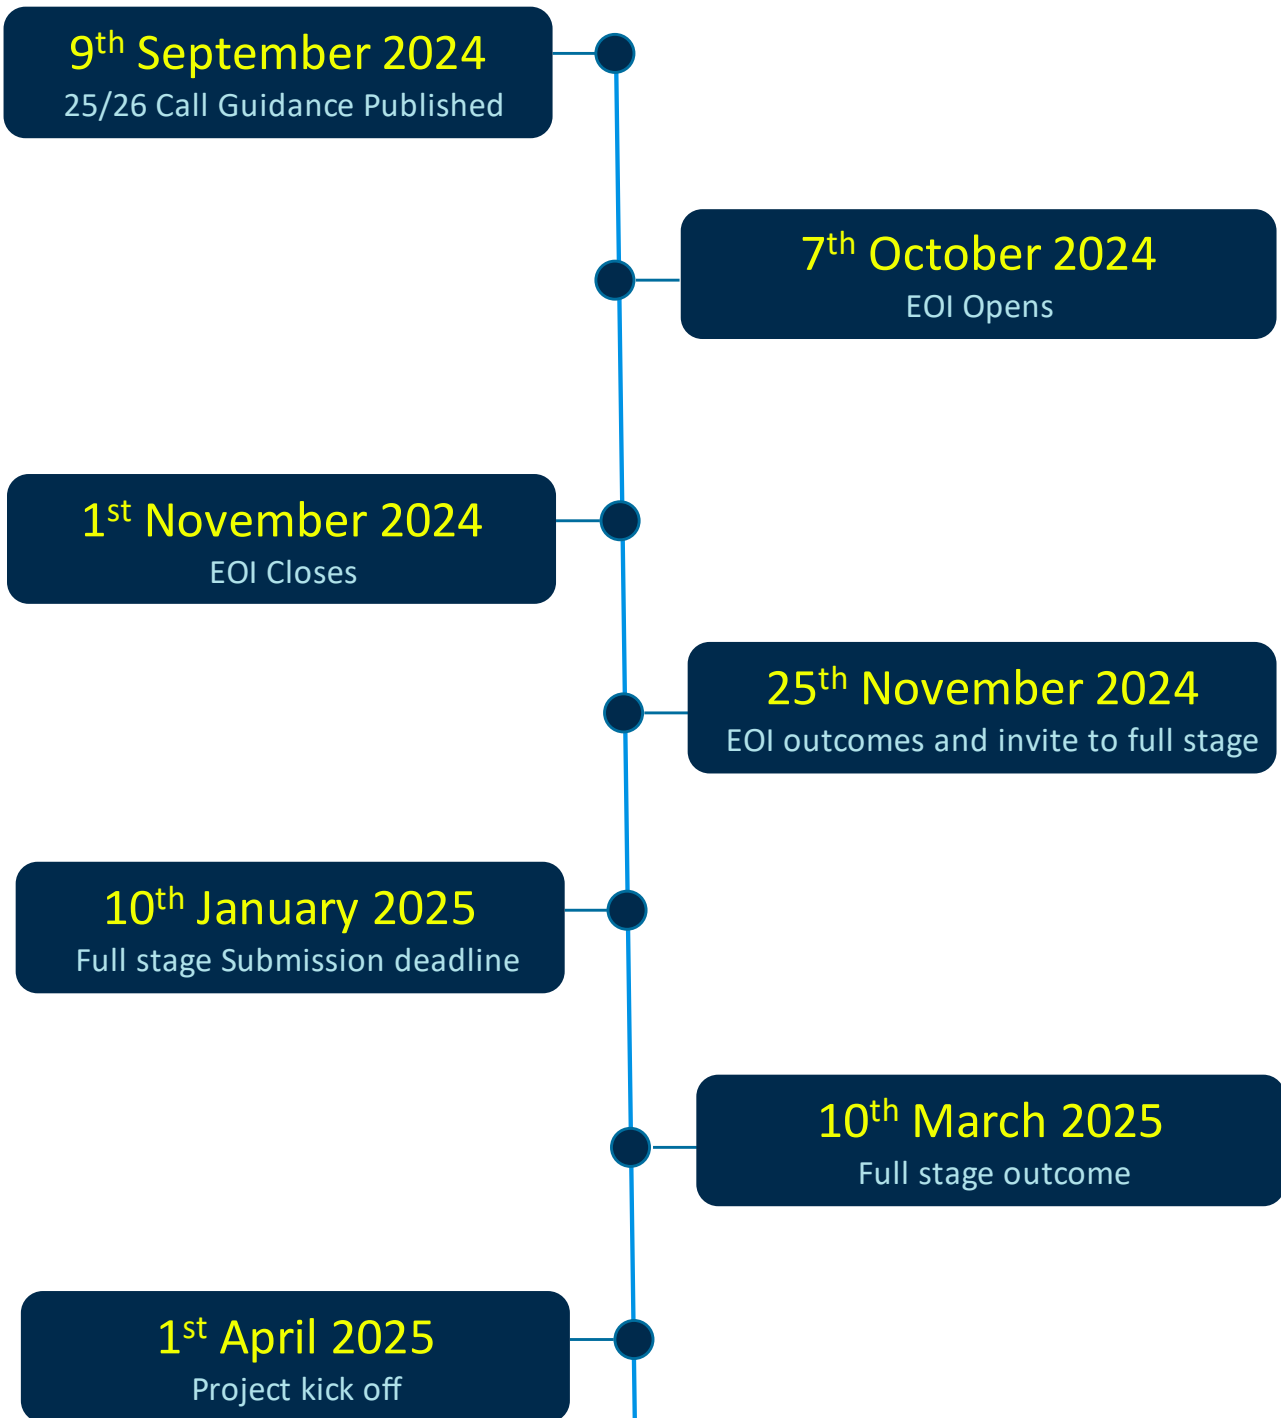 9th September 2024
25/26 Call Guidance Published
7th October 2024
EOI Opens
1st November 2024
EOI Closes
25th November 2024
EOI outcomes and invite to full stage
10th January 2025
Full stage Submission deadline
10th March 2025
Full stage outcome
1st April 2025
Project kick off